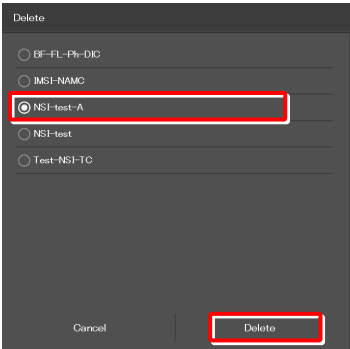 Delete
BF-FL-Ph-DIC
IMSI-NAMC
NSI-test-A
NSI-test
Test-NSI-TC
Cancel
Delete